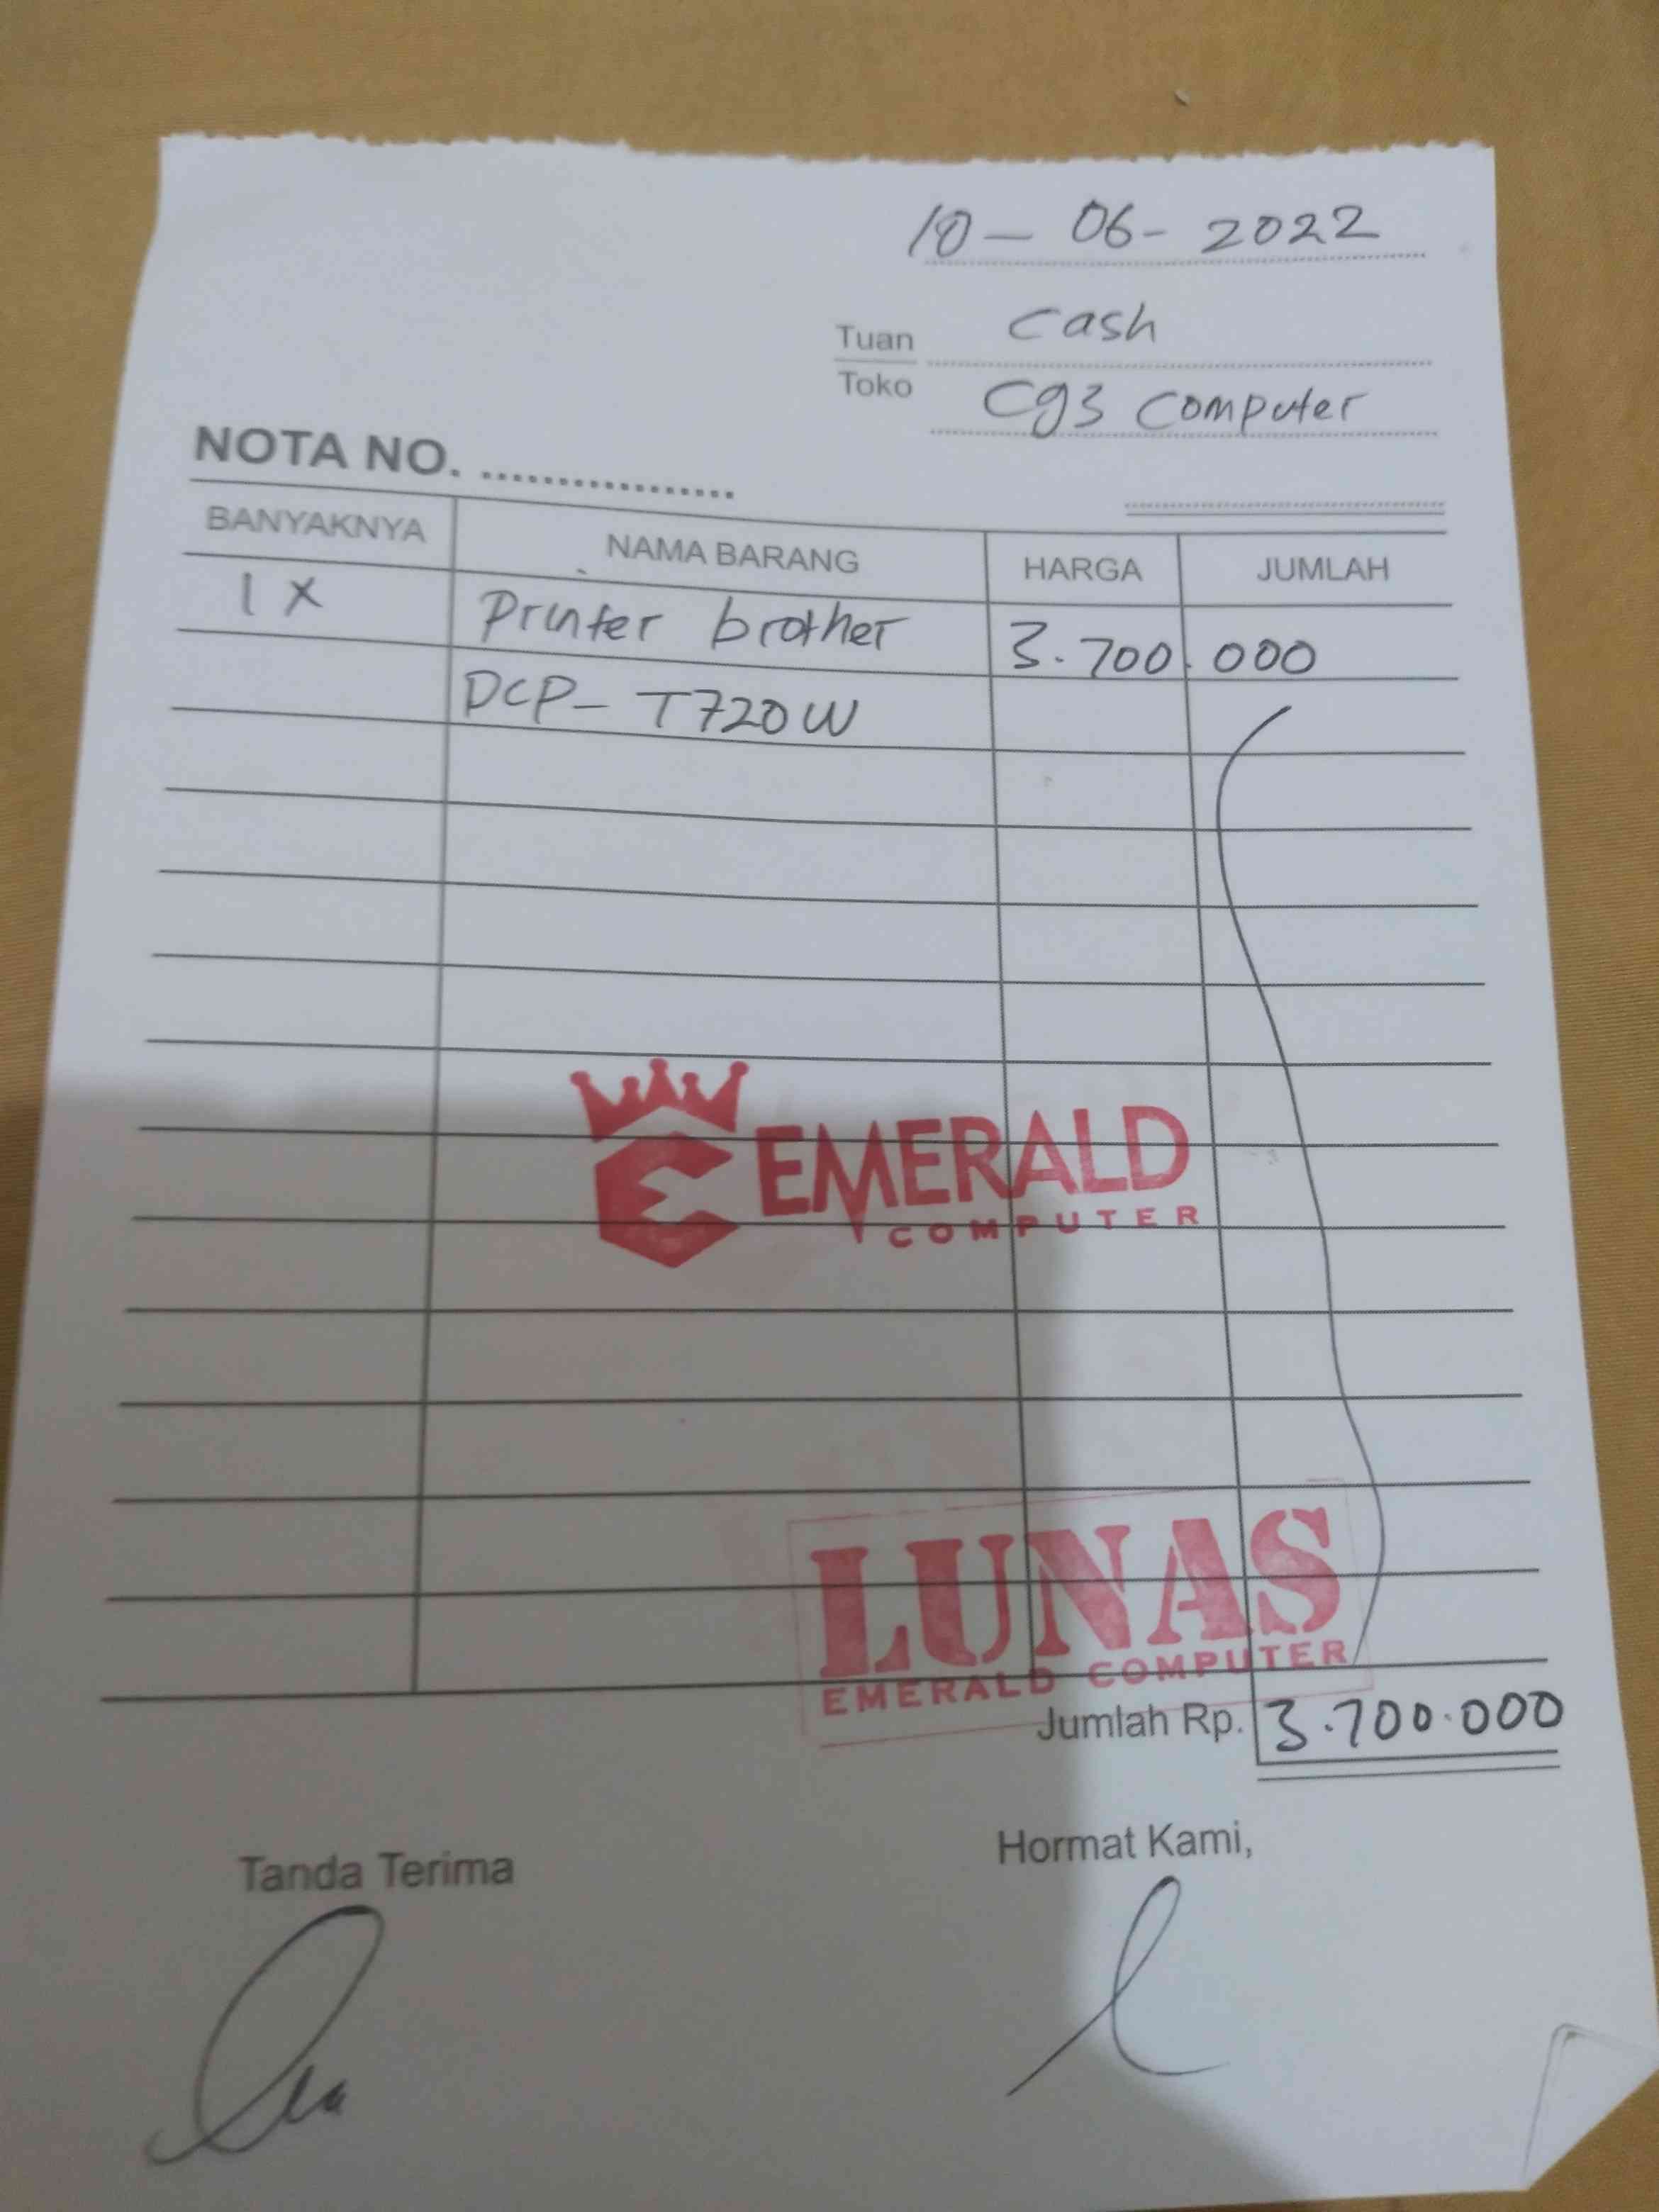 10 - 06 - 2022
Tuan cash
Toko Cg3 computer
NOTA NO. .................
BANYAKNYA NAMA BARANG HARGA JUMLAH
1 x Printer brother 3.700.000
DCP- T720W
EMERALD
COMPUTER
LUNAS
EMERALD COMPUTER
Jumlah Rp. 3.700.000
Tanda Terima Hormat Kami,